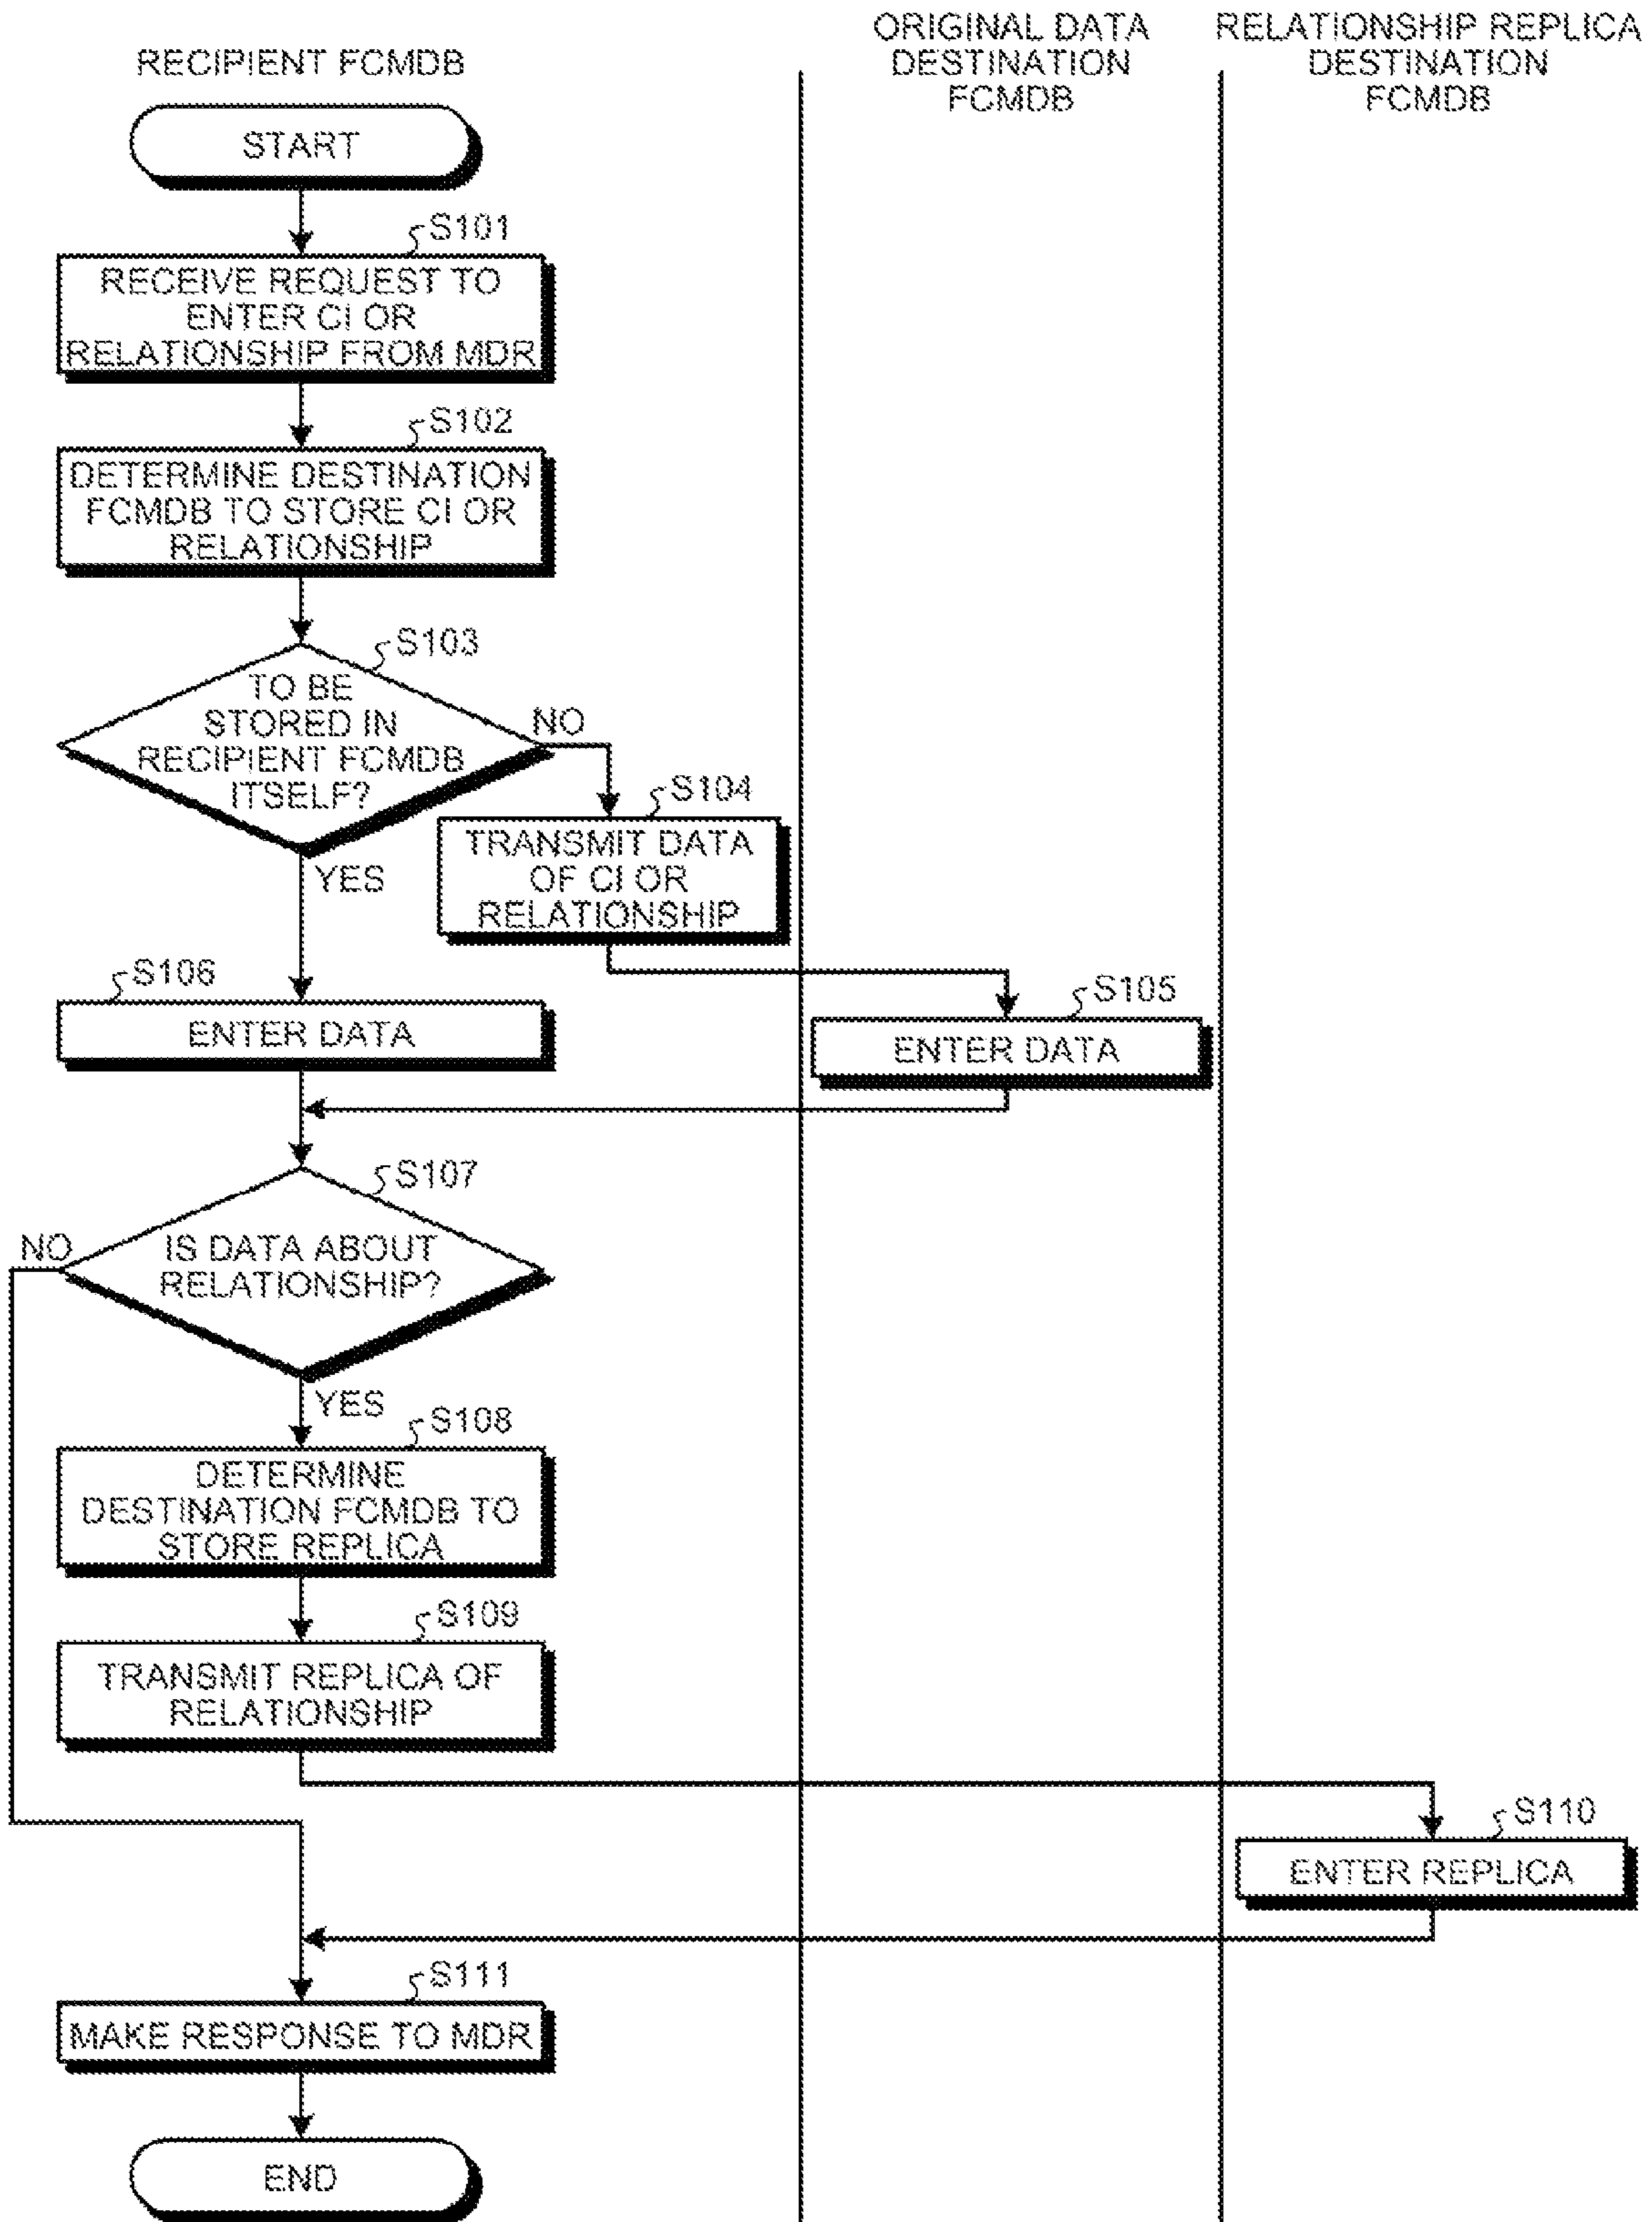 RECIPIENT FCMDB
ORIGINAL DATA
DESTINATION
FCMDB
RELATIONSHIP REPLICA
DESTINATION
FCMDB
START
S101
RECEIVE REQUEST TO
ENTER CI OR
RELATIONSHIP FROM MDR
S102
DETERMINE DESTINATION
FCMDB TO STORE CI OR
RELATIONSHIP
S103
TO BE
STORED IN
RECIPIENT FCMDB
ITSELF?
NO
YES
S104
TRANSMIT DATA
OF CI OR
RELATIONSHIP
S106
ENTER DATA
S105
ENTER DATA
S107
IS DATA ABOUT
RELATIONSHIP?
NO
YES
S108
DETERMINE
DESTINATION FCMDB TO
STORE REPLICA
S109
TRANSMIT REPLICA OF
RELATIONSHIP
S110
ENTER REPLICA
S111
MAKE RESPONSE TO MDR
END